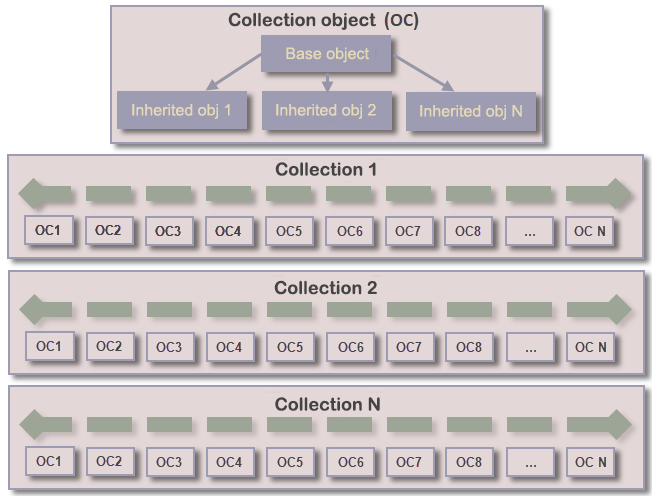 Collection object (OC)
Base object
Inherited obj 1 Inherited obj 2 Inherited obj N
Collection 1
OC1 OC2 OC3 OC4 OC5 OC6 OC7 OC8 ... OC N
Collection 2
OC1 OC2 OC3 OC4 OC5 OC6 OC7 OC8 ... OC N
Collection N
OC1 OC2 OC3 OC4 OC5 OC6 OC7 OC8 ... OC N